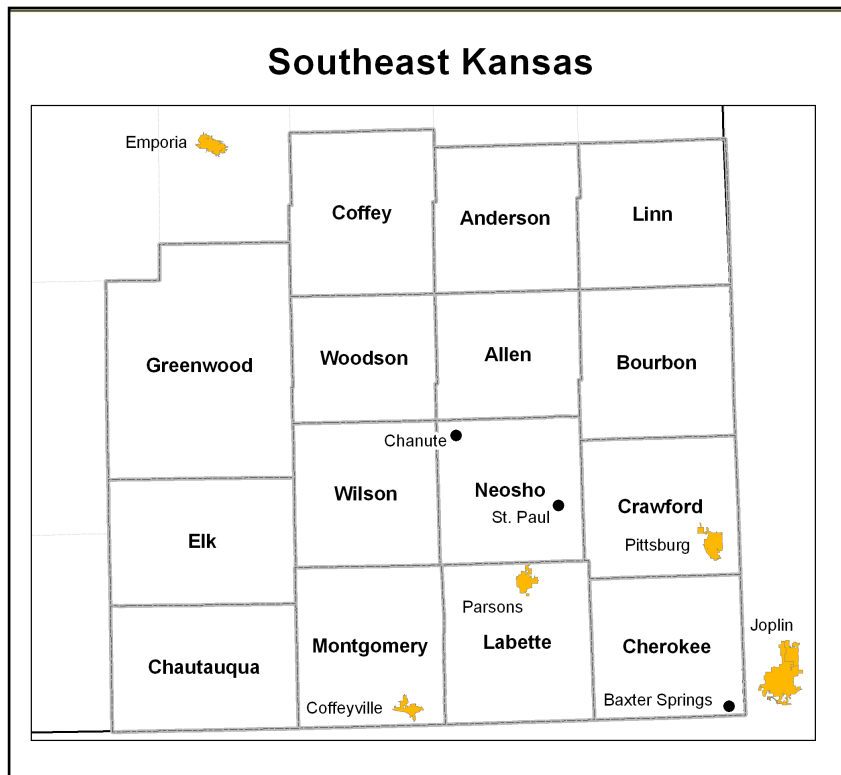 Southeast Kansas
Emporia
Coffey
Anderson
Linn
Greenwood
Woodson
Allen
Bourbon
Chanute
Wilson
Neosho
St. Paul
Crawford
Pittsburg
Elk
Parsons
Labette
Joplin
Chautauqua
Montgomery
Cherokee
Coffeyville
Baxter Springs